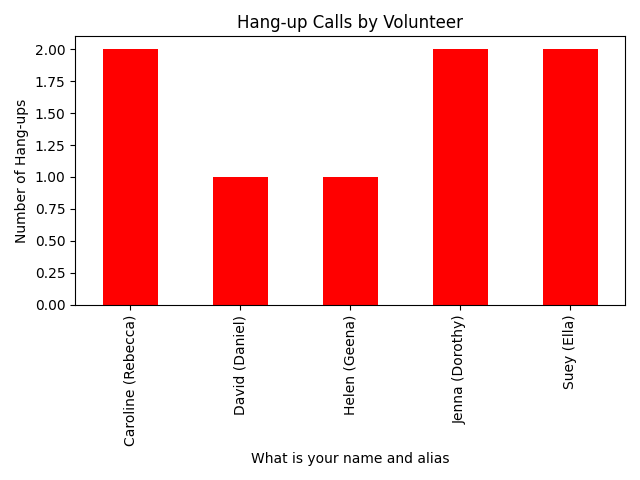 Hang-up Calls by Volunteer
Number of Hang-ups
2.00
1.75
1.50
1.25
1.00
0.75
0.50
0.25
0.00
Caroline (Rebecca)
David (Daniel)
Helen (Geena)
Jenna (Dorothy)
Suey (Ella)
What is your name and alias